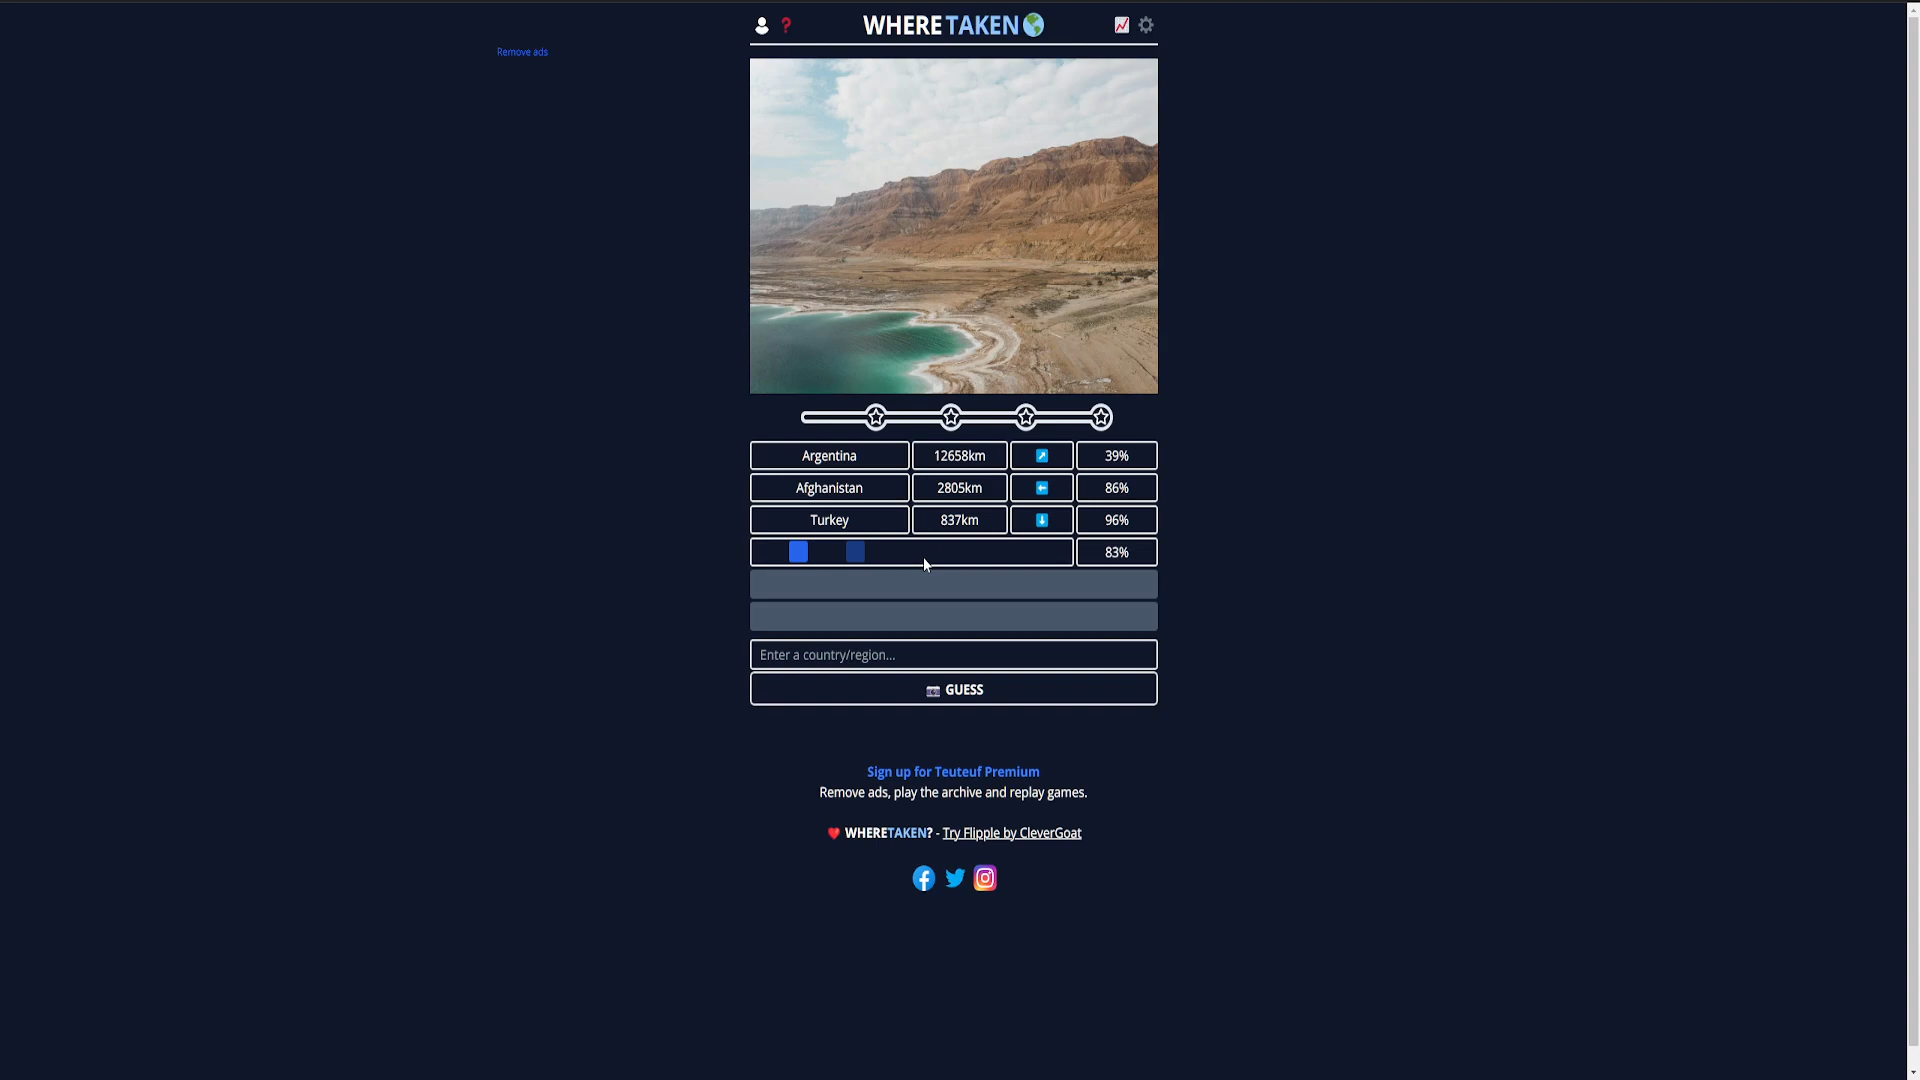 WHERETAKEN
Remove ads
Argentina 12658km 39%
Afghanistan 2805km 86%
Turkey 837km 96%
83%
Enter a country/region...
GUESS
Sign up for Teuteuf Premium
Remove ads, play the archive and replay games.
WHERETAKEN? - Try Flipple by CleverGoat